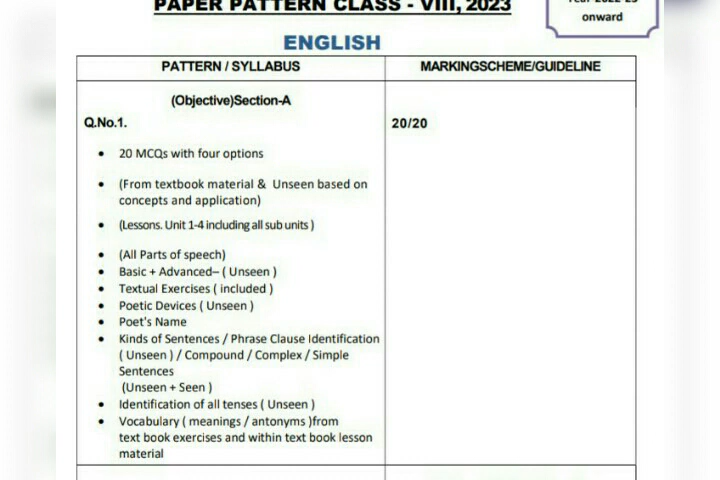 PAPER PATTERN CLASS - VIII, 2023
Year 2022-23
onward
ENGLISH
PATTERN / SYLLABUS
MARKINGSCHEME/GUIDELINE
(Objective)Section-A
Q.No.1.
20/20
• 20 MCQs with four options
• (From textbook material & Unseen based on
concepts and application)
• (Lessons. Unit 1-4 including all sub units )
• (All Parts of speech)
• Basic + Advanced– ( Unseen )
• Textual Exercises ( included )
• Poetic Devices ( Unseen )
• Poet's Name
• Kinds of Sentences / Phrase Clause Identification
( Unseen ) / Compound / Complex / Simple
Sentences
(Unseen + Seen )
• Identification of all tenses ( Unseen )
• Vocabulary ( meanings / antonyms )from
text book exercises and within text book lesson
material